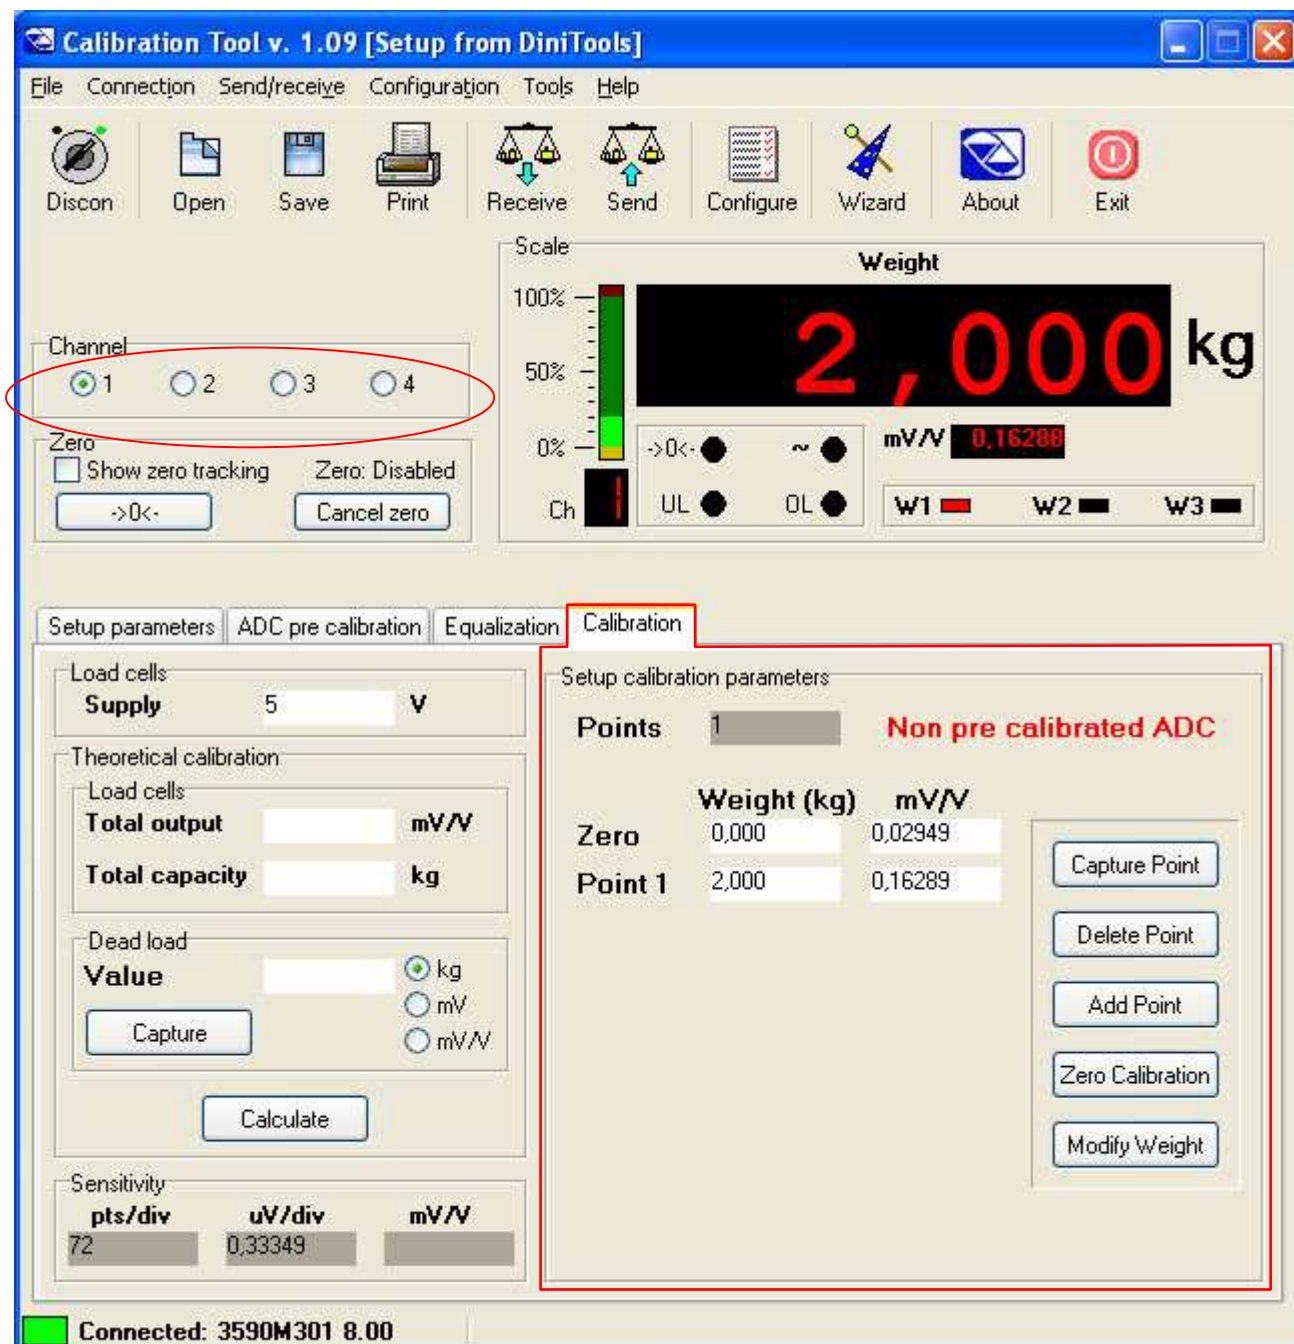 Calibration Tool v. 1.09 [Setup from DiniTools]
File Connection Send/receive Configuration Tools Help
Discon Open Save Print Receive Send Configure Wizard About Exit
Scale
Weight
100%
50%
0%
2,000 kg
Channel
1 2 3 4
Zero
Show zero tracking Zero: Disabled
->0<- Cancel zero
Ch 1
->0<- ~
UL OL
mV/V 0,16288
W1 W2 W3
Setup parameters ADC pre calibration Equalization Calibration
Load cells
Supply 5 V
Theoretical calibration
Load cells
Total output mV/V
Total capacity kg
Dead load
Value kg
mV
mV/V
Capture
Calculate
Sensitivity
pts/div uV/div mV/V
72 0,33349
Setup calibration parameters
Points 1 Non pre calibrated ADC
Weight (kg) mV/V
Zero 0,000 0,02949
Point 1 2,000 0,16289
Capture Point
Delete Point
Add Point
Zero Calibration
Modify Weight
Connected: 3590M301 8.00